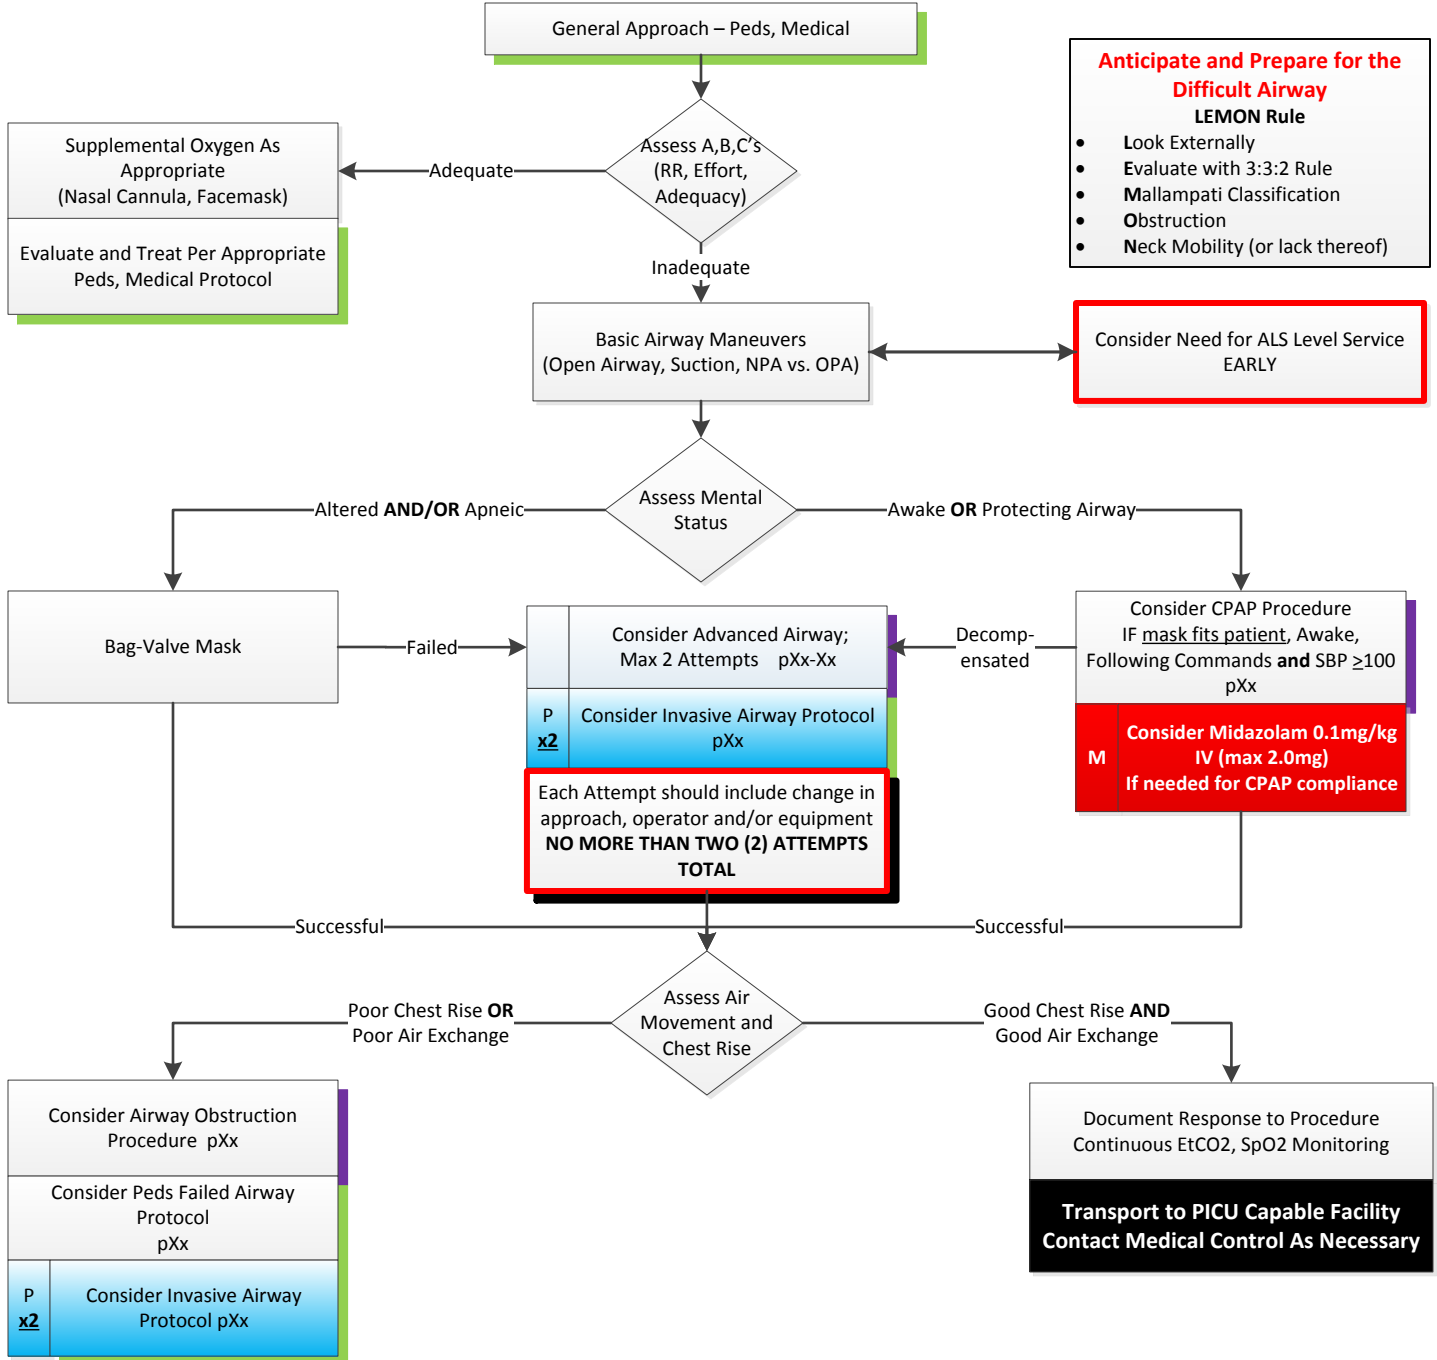 General Approach – Peds, Medical
Anticipate and Prepare for the
Difficult Airway
LEMON Rule
• Look Externally
• Evaluate with 3:3:2 Rule
• Mallampati Classification
• Obstruction
• Neck Mobility (or lack thereof)
Assess A,B,C's
(RR, Effort,
Adequacy)
Adequate
Supplemental Oxygen As
Appropriate
(Nasal Cannula, Facemask)
Evaluate and Treat Per Appropriate
Peds, Medical Protocol
Inadequate
Basic Airway Maneuvers
(Open Airway, Suction, NPA vs. OPA)
Consider Need for ALS Level Service
EARLY
Assess Mental
Status
Altered AND/OR Apneic
Awake OR Protecting Airway
Bag-Valve Mask
Failed
Consider Advanced Airway;
Max 2 Attempts pXx-Xx
P
x2
Consider Invasive Airway Protocol
pXx
Each Attempt should include change in
approach, operator and/or equipment
NO MORE THAN TWO (2) ATTEMPTS
TOTAL
Decomp-
ensated
Consider CPAP Procedure
IF mask fits patient, Awake,
Following Commands and SBP ≥100
pXx
M
Consider Midazolam 0.1mg/kg
IV (max 2.0mg)
If needed for CPAP compliance
Successful
Successful
Assess Air
Movement and
Chest Rise
Poor Chest Rise OR
Poor Air Exchange
Good Chest Rise AND
Good Air Exchange
Consider Airway Obstruction
Procedure pXx
Consider Peds Failed Airway
Protocol
pXx
P
x2
Consider Invasive Airway
Protocol pXx
Document Response to Procedure
Continuous EtCO2, SpO2 Monitoring
Transport to PICU Capable Facility
Contact Medical Control As Necessary